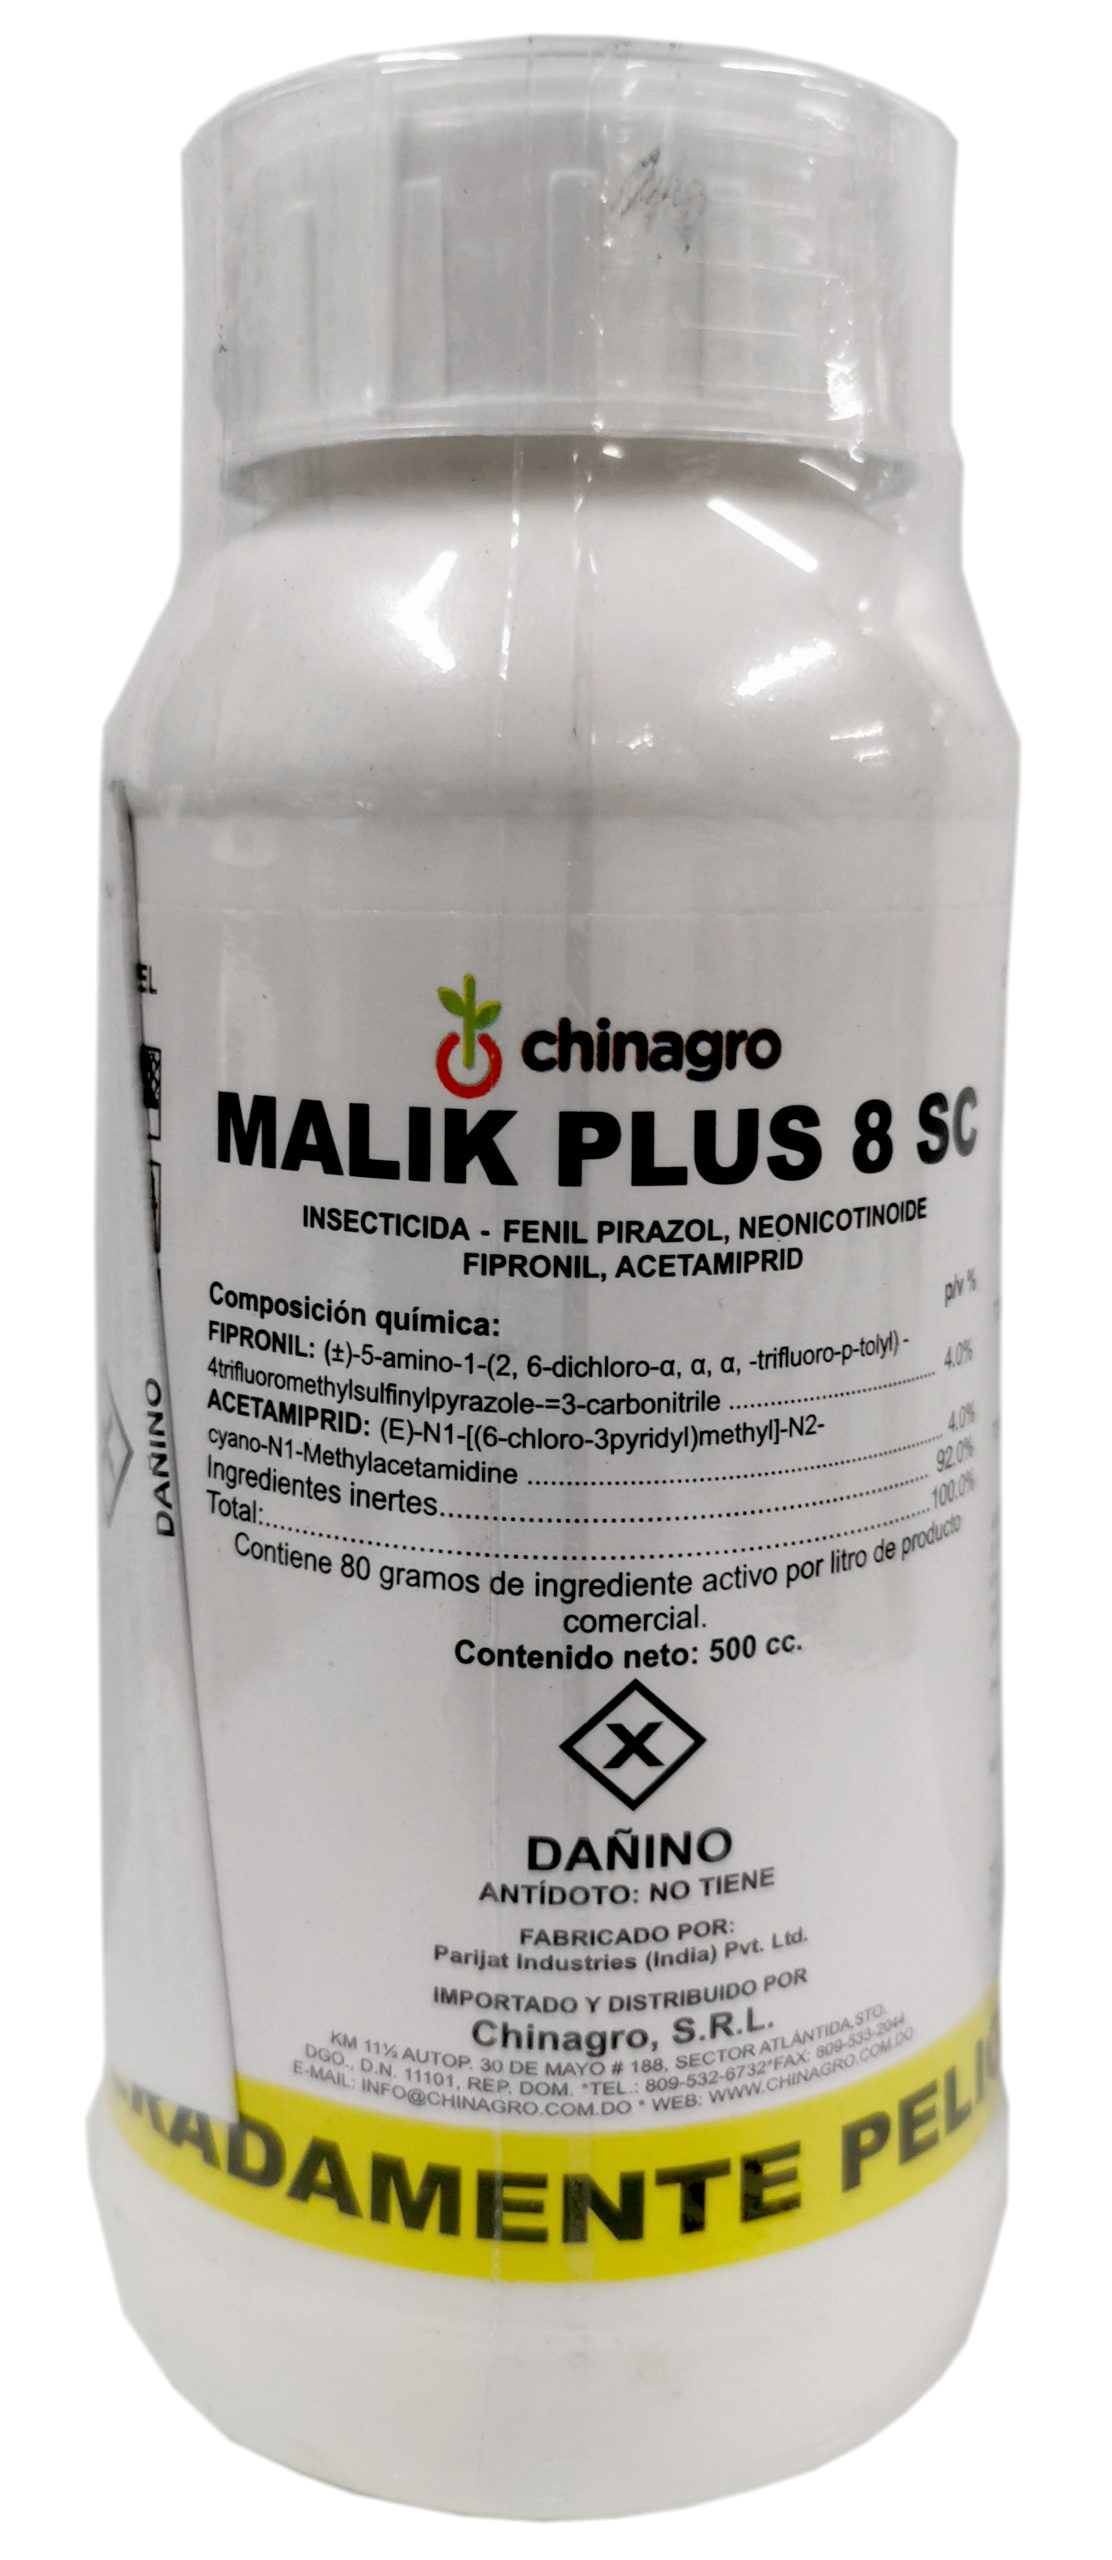 chinagro
MALIK PLUS 8 SC
INSECTICIDA - FENIL PIRAZOL, NEONICOTINOIDE
FIPRONIL, ACETAMIPRID
p/v %
Composición química:
FIPRONIL: (±)-5-amino-1-(2, 6-dichloro-α, α, α, -trifluoro-p-tolyl) -
4trifluoromethylsulfinylpyrazole-=3-carbonitrile ........................... 4.0%
ACETAMIPRID: (E)-N1-[(6-chloro-3pyridyl)methyl]-N2-
cyano-N1-Methylacetamidine ........................... 4.0%
Ingredientes inertes........................... 92.0%
Total:...........................100.0%
Contiene 80 gramos de ingrediente activo por litro de producto
comercial.
Contenido neto: 500 cc.
X
DAÑINO
ANTÍDOTO: NO TIENE
FABRICADO POR:
Parijat Industries (India) Pvt. Ltd.
IMPORTADO Y DISTRIBUIDO POR
Chinagro, S.R.L.
KM 11½ AUTOP. 30 DE MAYO # 188, SECTOR ATLÁNTIDA,STO.
DGO., D.N. 11101, REP. DOM. *TEL.: 809-532-6732*FAX: 809-533-2044
E-MAIL: INFO@CHINAGRO.COM.DO * WEB: WWW.CHINAGRO.COM.DO
RADAMENTE PELI
EL
DAÑINO